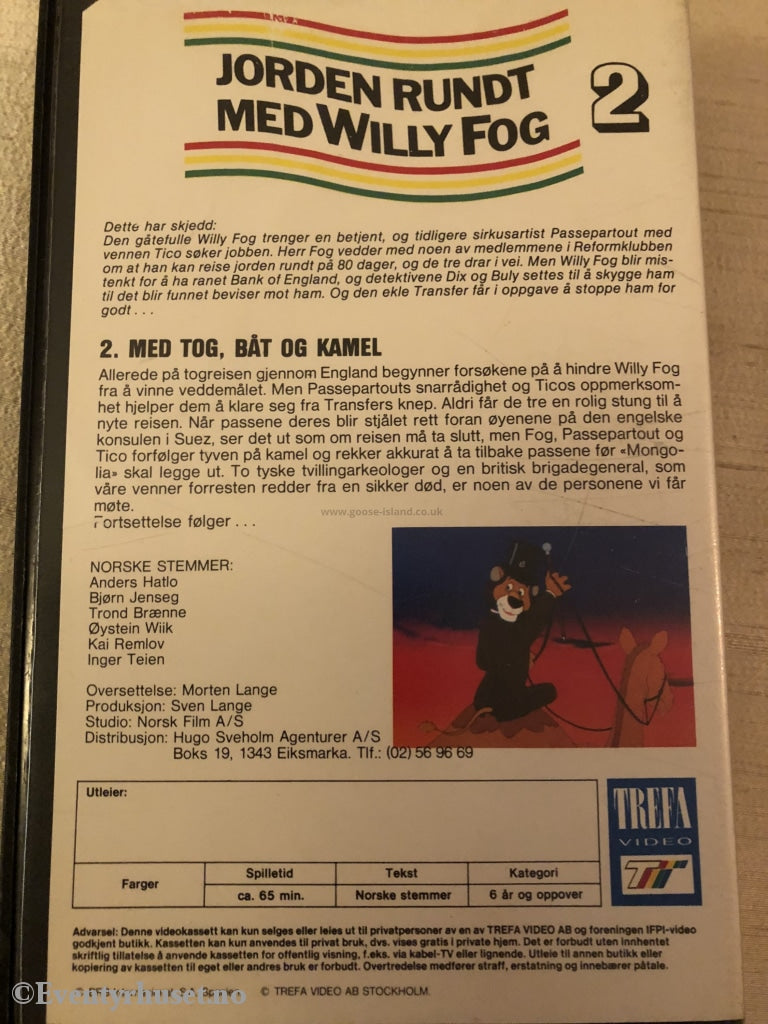 JORDEN RUNDT
MED WILLY FOG
2
Dette har skjedd:
Den gåtefulle Willy Fog trenger en betjent, og tidligere sirkusartist Passepartout med
vennen Tico søker jobben. Herr Fog vedder med noen av medlemmene i Reformklubben
om at han kan reise jorden rundt på 80 dager, og de tre drar i vei. Men Willy Fog blir mis-
tenkt for å ha ranet Bank of England, og detektivene Dix og Buly settes til å skygge ham
til det blir funnet beviser mot ham. Og den ekle Transfer får i oppgave å stoppe ham for
godt . . .
2. MED TOG, BÅT OG KAMEL
Allerede på togreisen gjennom England begynner forsøkene på å hindre Willy Fog
fra å vinne veddemålet. Men Passepartouts snarrådighet og Ticos oppmerksom-
het hjelper dem å klare seg fra Transfers knep. Aldri får de tre en rolig stung til å
nyte reisen. Når passene deres blir stjålet rett foran øyenene på den engelske
konsulen i Suez, ser det ut som om reisen må ta slutt, men Fog, Passepartout og
Tico forfølger tyven på kamel og rekker akkurat å ta tilbake passene før «Mongo-
lia» skal legge ut. To tyske tvillingarkeologer og en britisk brigadegeneral, som
våre venner forresten redder fra en sikker død, er noen av de personene vi får
møte.
Fortsettelse følger . . .
www.goose-island.co.uk
NORSKE STEMMER:
Anders Hatlo
Bjørn Jenseg
Trond Brænne
Øystein Wiik
Kai Remlov
Inger Teien
Oversettelse: Morten Lange
Produksjon: Sven Lange
Studio: Norsk Film A/S
Distribusjon: Hugo Sveholm Agenturer A/S
Boks 19, 1343 Eiksmarka. Tlf.: (02) 56 96 69
Utleier:
TREFA
VIDEO
TV
Farger
Spilletid
Tekst
Kategori
ca. 65 min.
Norske stemmer
6 år og oppover
Advarsel: Denne videokassett kan kun selges eller leies ut til privatpersoner av en av TREFA VIDEO AB og foreningen IFPI-video
godkjent butikk. Kassetten kan kun anvendes til privat bruk, dvs. vises gratis i private hjem. Det er forbudt uten innhentet
skriftlig tillatelse å anvende kassetten for offentlig visning, f.eks. via kabel-TV eller lignende. Utleie til annen butikk eller
kopiering av kassetten til eget eller andres bruk er forbudt. Overtredelse medfører straff, erstatning og innebærer påtale.
©Eventyrhuset.no
© TREFA VIDEO AB STOCKHOLM.